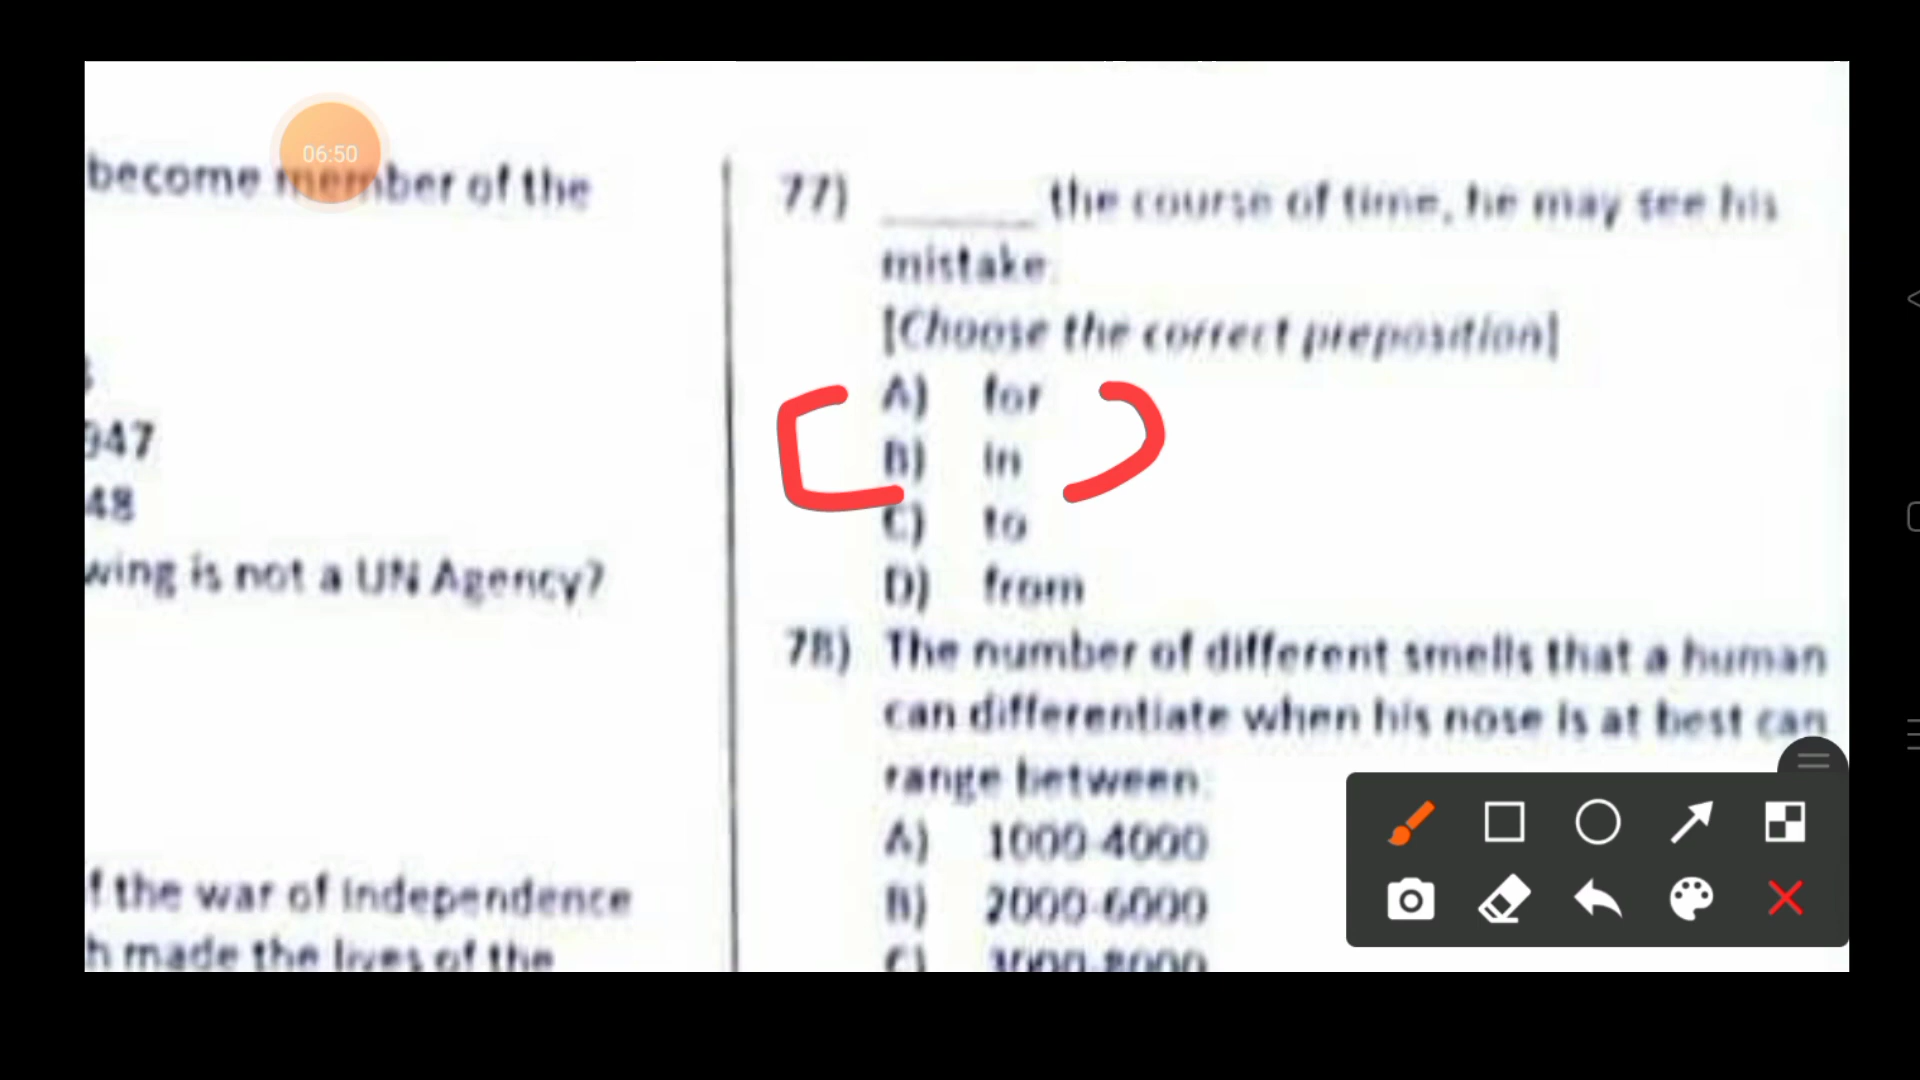 06:50
become member of the
947
48
wing is not a UN Agency?
f the war of independence
h made the lives of the
77) ______ the course of time, he may see his
mistake.
[Choose the correct preposition]
A) for
B) in
C) to
D) from
78) The number of different smells that a human
can differentiate when his nose is at best can
range between:
A) 1000-4000
B) 2000-6000
C) 3000-8000